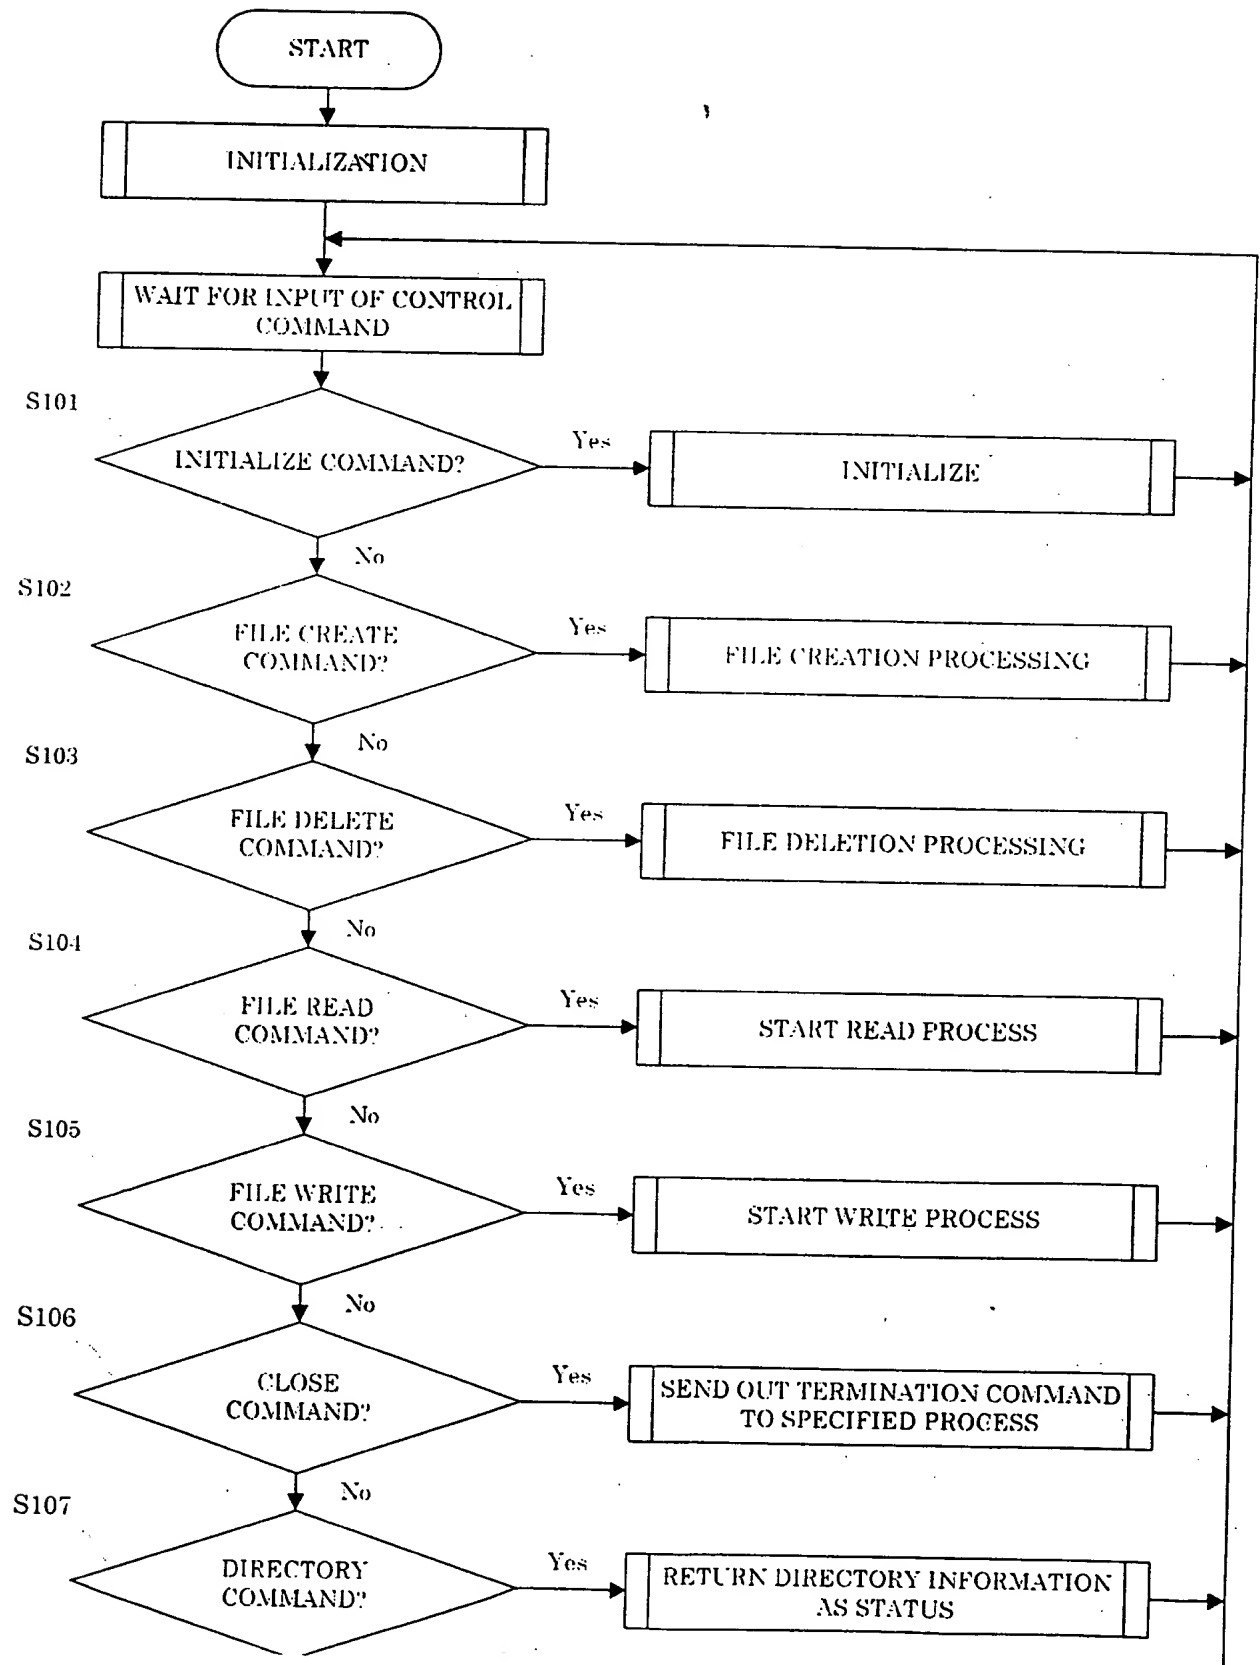 START
INITIALIZATION
WAIT FOR INPUT OF CONTROL
COMMAND
S101
INITIALIZE COMMAND?
Yes
INITIALIZE
No
S102
FILE CREATE
COMMAND?
Yes
FILE CREATION PROCESSING
No
S103
FILE DELETE
COMMAND?
Yes
FILE DELETION PROCESSING
No
S104
FILE READ
COMMAND?
Yes
START READ PROCESS
No
S105
FILE WRITE
COMMAND?
Yes
START WRITE PROCESS
No
S106
CLOSE
COMMAND?
Yes
SEND OUT TERMINATION COMMAND
TO SPECIFIED PROCESS
No
S107
DIRECTORY
COMMAND?
Yes
RETURN DIRECTORY INFORMATION
AS STATUS